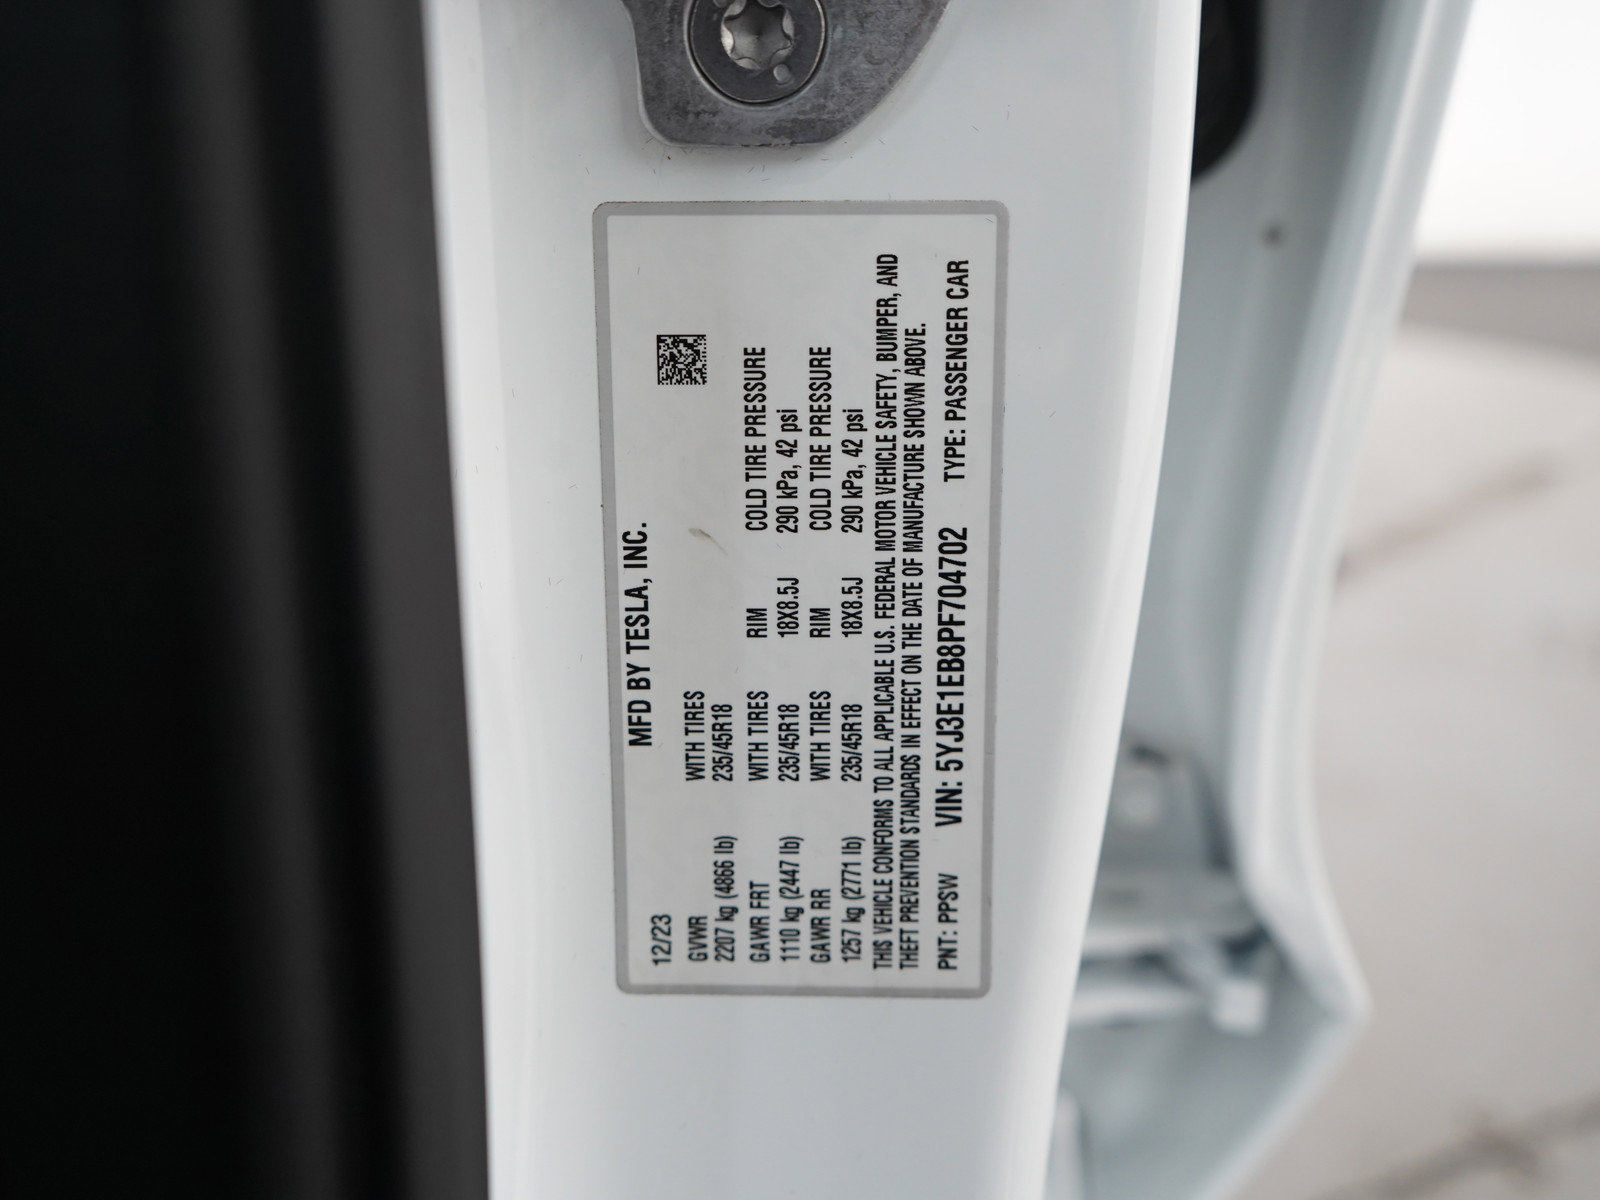 MFD BY TESLA, INC.
12/23
GVWR WITH TIRES
2207 kg (4866 lb) 235/45R18
GAWR FRT WITH TIRES RIM COLD TIRE PRESSURE
1110 kg (2447 lb) 235/45R18 18X8.5J 290 kPa, 42 psi
GAWR RR WITH TIRES RIM COLD TIRE PRESSURE
1257 kg (2771 lb) 235/45R18 18X8.5J 290 kPa, 42 psi
THIS VEHICLE CONFORMS TO ALL APPLICABLE U.S. FEDERAL MOTOR VEHICLE SAFETY, BUMPER, AND
THEFT PREVENTION STANDARDS IN EFFECT ON THE DATE OF MANUFACTURE SHOWN ABOVE.
PNT: PPSW VIN: 5YJ3E1EB8PF704702 TYPE: PASSENGER CAR